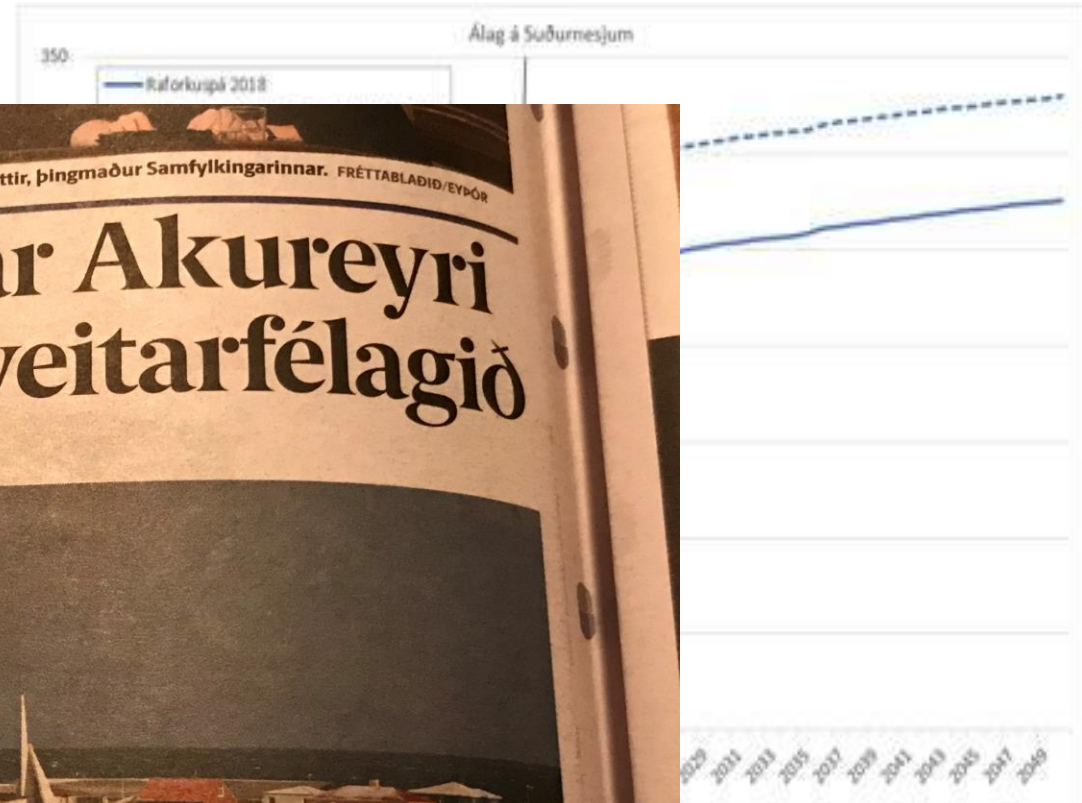 Álag á Suðurnesjum
350
Raforkuspá 2018
ttir, þingmaður Samfylkingarinnar. FRÉTTABLAÐIÐ/EYÞÓR
r Akureyri
eitarfélagið
2029 2031 2033 2035 2037 2039 2041 2043 2045 2047 2049